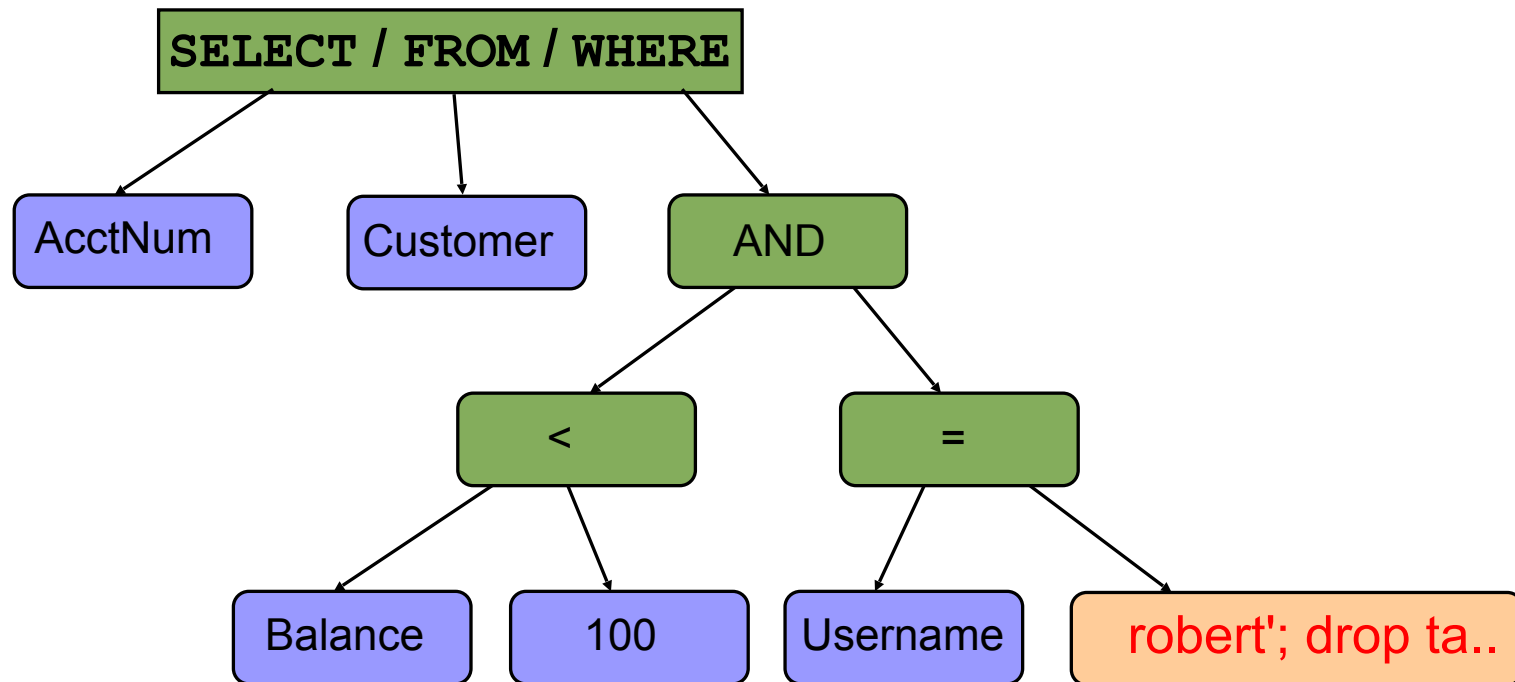 SELECT / FROM / WHERE
AcctNum
Customer
AND
<
=
Balance
100
Username
robert'; drop ta..